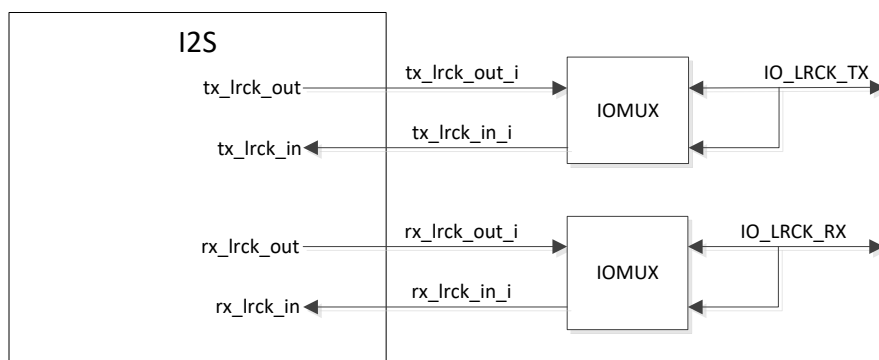 I2S
tx_lrck_out
tx_lrck_out_i
IOMUX
IO_LRCK_TX
tx_lrck_in
tx_lrck_in_i
rx_lrck_out
rx_lrck_out_i
IOMUX
IO_LRCK_RX
rx_lrck_in
rx_lrck_in_i